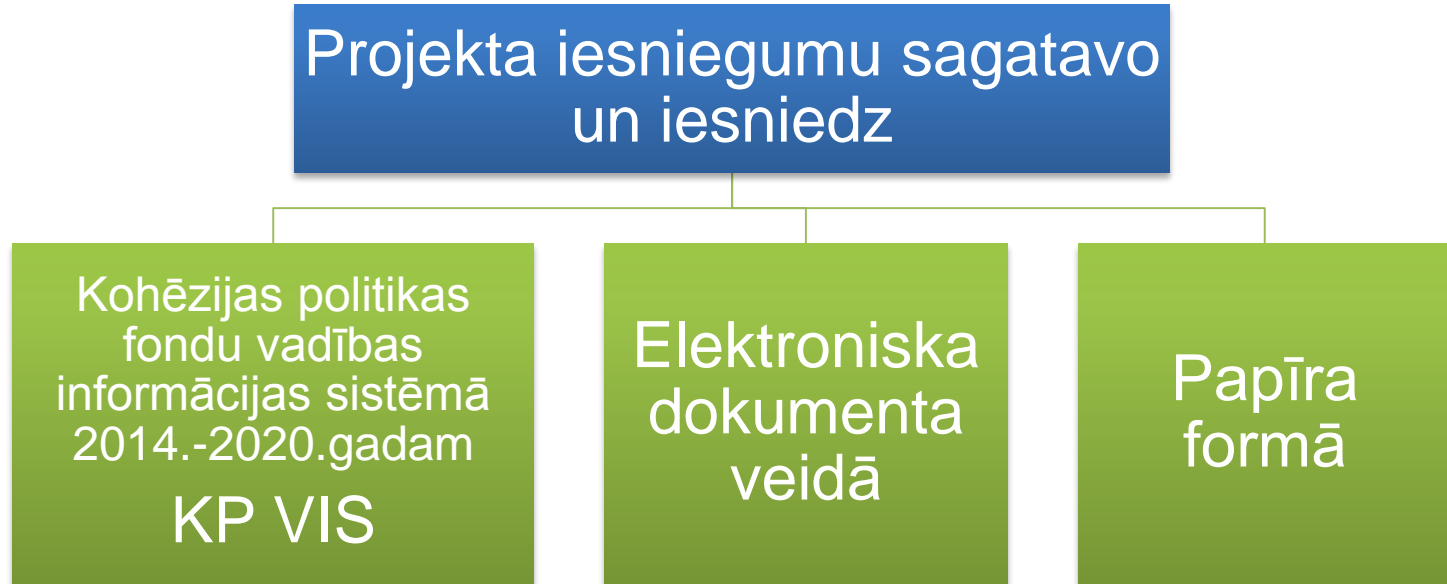 Projekta iesniegumu sagatavo
un iesniedz
Kohēzijas politikas
fondu vadības
informācijas sistēmā
2014.-2020.gadam
KP VIS
Elektroniska
dokumenta
veidā
Papīra
formā